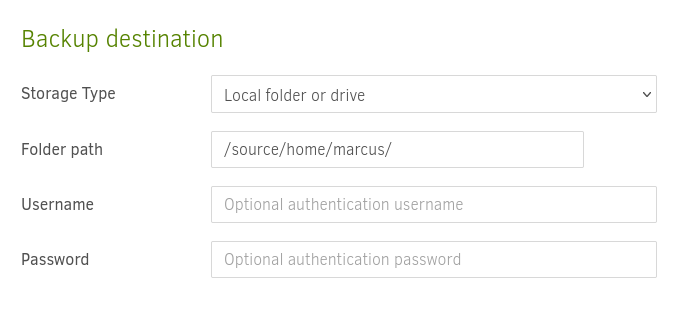 Backup destination
Storage Type
Local folder or drive
Folder path
/source/home/marcus/
Username
Optional authentication username
Password
Optional authentication password